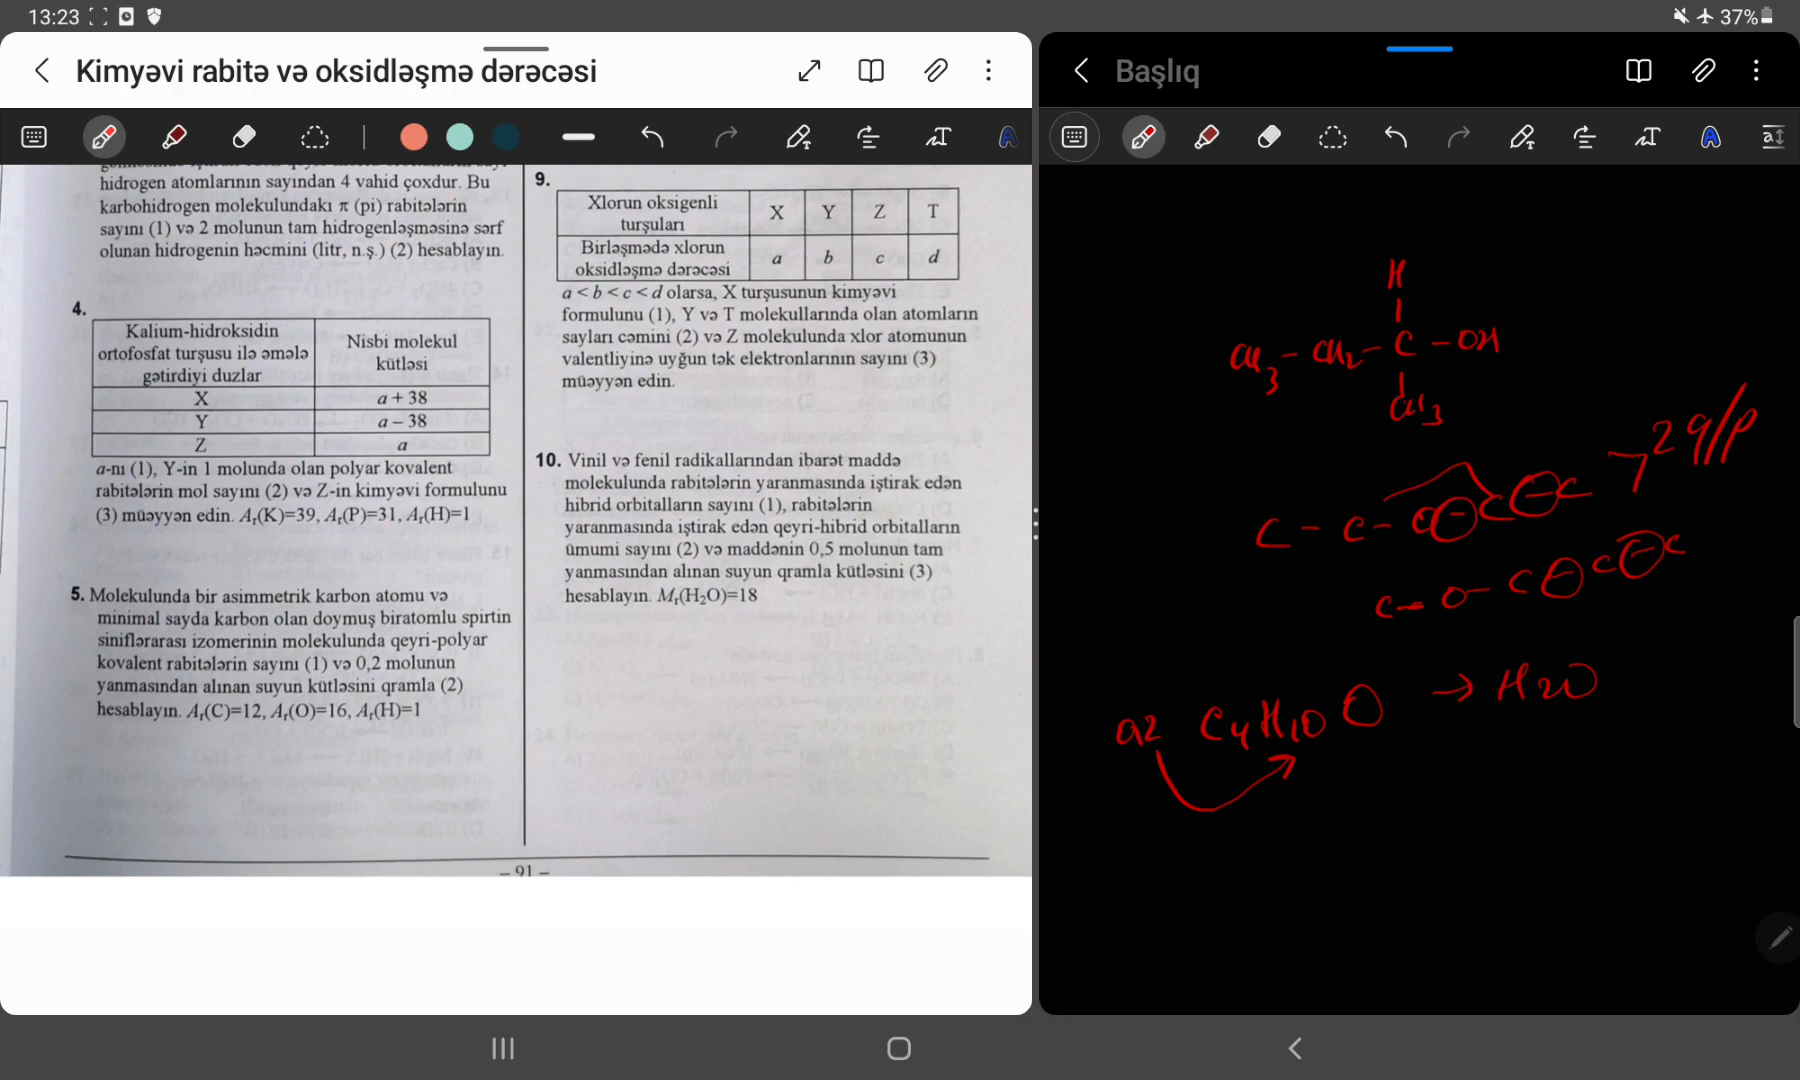 13:23
37%
Kimyəvi rabitə və oksidləşmə dərəcəsi
hidrogen atomlarının sayından 4 vahid çoxdur. Bu
karbohidrogen molekulundakı π (pi) rabitələrin
sayını (1) və 2 molunun tam hidrogenləşməsinə sərf
olunan hidrogenin həcmini (litr, n.ş.) (2) hesablayın.
4.
Kalium-hidroksidin
ortofosfat turşusu ilə əmələ
gətirdiyi duzlar
Nisbi molekul
kütləsi
X a + 38
Y a – 38
Z a
a-nı (1), Y-in 1 molunda olan polyar kovalent
rabitələrin mol sayını (2) və Z-in kimyəvi formulunu
(3) müəyyən edin. Ar(K)=39, Ar(P)=31, Ar(H)=1
5. Molekulunda bir asimmetrik karbon atomu və
minimal sayda karbon olan doymuş biratomlu spirtin
siniflərarası izomerinin molekulunda qeyri-polyar
kovalent rabitələrin sayını (1) və 0,2 molunun
yanmasından alınan suyun kütləsini qramla (2)
hesablayın. Ar(C)=12, Ar(O)=16, Ar(H)=1
9.
Xlorun oksigenli
turşuları
X Y Z T
Birləşmədə xlorun
oksidləşmə dərəcəsi
a b c d
a < b < c < d olarsa, X turşusunun kimyəvi
formulunu (1), Y və T molekullarında olan atomların
sayları cəmini (2) və Z molekulunda xlor atomunun
valentliyinə uyğun tək elektronlarının sayını (3)
müəyyən edin.
10. Vinil və fenil radikallarından ibarət maddə
molekulunda rabitələrin yaranmasında iştirak edən
hibrid orbitalların sayını (1), rabitələrin
yaranmasında iştirak edən qeyri-hibrid orbitalların
ümumi sayını (2) və maddənin 0,5 molunun tam
yanmasından alınan suyun qramla kütləsini (3)
hesablayın. Mr(H2O)=18
– 91 –
Başlıq
H
CH3 – CH2 – C – OH
CH3
C – C – O – C – C
2 q/p
C – O – C – C – C
0,2 C4H10O → H2O